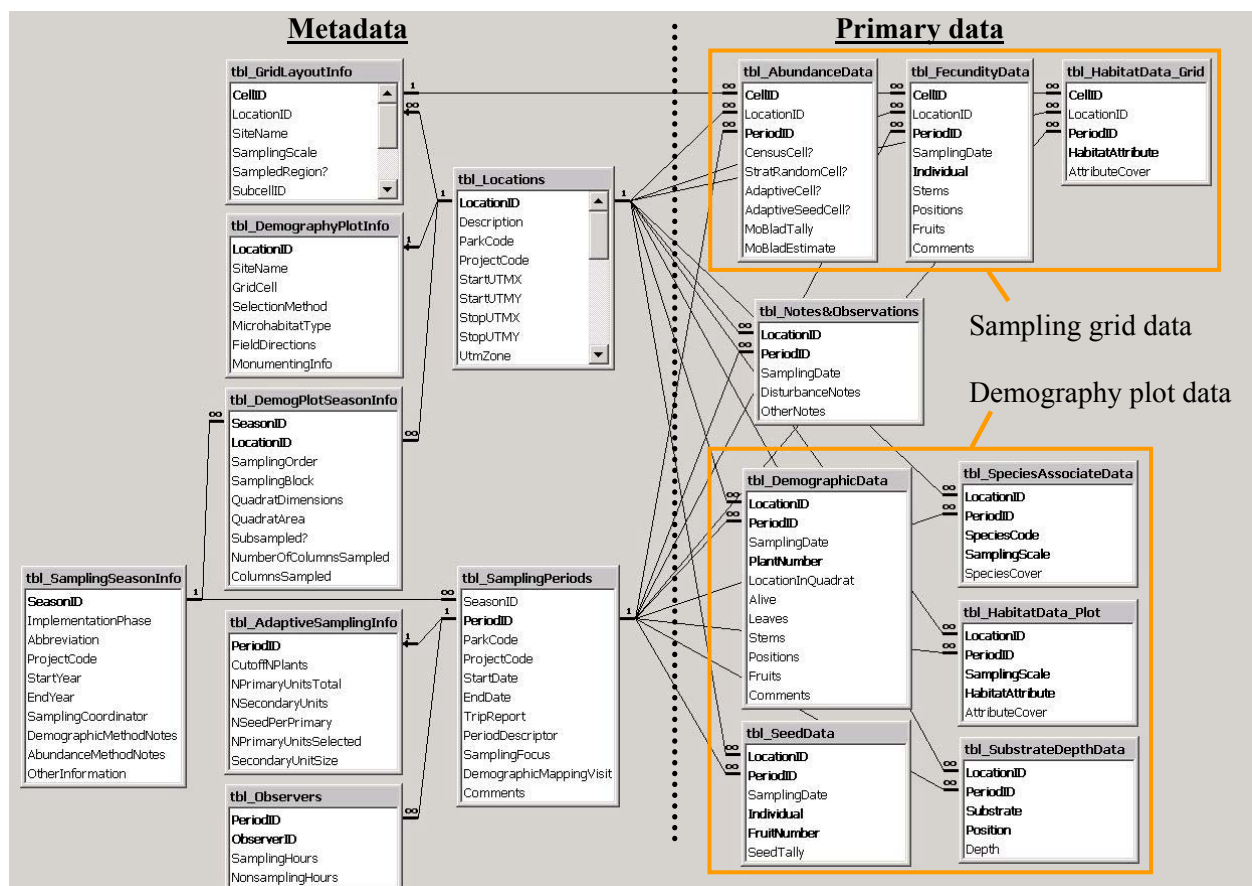 Metadata
Primary data
tbl_GridLayoutInfo
CellID
LocationID
SiteName
SamplingScale
SampledRegion?
SubcellID
tbl_DemographyPlotInfo
LocationID
SiteName
GridCell
SelectionMethod
MicrohabitatType
FieldDirections
MonumentingInfo
tbl_DemogPlotSeasonInfo
SeasonID
LocationID
SamplingOrder
SamplingBlock
QuadratDimensions
QuadratArea
Subsampled?
NumberOfColumnsSampled
ColumnsSampled
tbl_SamplingSeasonInfo
SeasonID
ImplementationPhase
Abbreviation
ProjectCode
StartYear
EndYear
SamplingCoordinator
DemographicMethodNotes
AbundanceMethodNotes
OtherInformation
tbl_AdaptiveSamplingInfo
PeriodID
CutoffNPlants
NPrimaryUnitsTotal
NSecondaryUnits
NSeedPerPrimary
NPrimaryUnitsSelected
SecondaryUnitSize
tbl_Observers
PeriodID
ObserverID
SamplingHours
NonsamplingHours
tbl_Locations
LocationID
Description
ParkCode
ProjectCode
StartUTMX
StartUTMY
StopUTMX
StopUTMY
UtmZone
tbl_SamplingPeriods
SeasonID
PeriodID
ParkCode
ProjectCode
StartDate
EndDate
TripReport
PeriodDescriptor
SamplingFocus
DemographicMappingVisit
Comments
tbl_AbundanceData
CellID
LocationID
PeriodID
CensusCell?
StratRandomCell?
AdaptiveCell?
AdaptiveSeedCell?
MoBladTally
MoBladEstimate
tbl_FecundityData
CellID
LocationID
PeriodID
SamplingDate
Individual
Stems
Positions
Fruits
Comments
tbl_HabitatData_Grid
CellID
LocationID
PeriodID
HabitatAttribute
AttributeCover
Sampling grid data
tbl_Notes&Observations
LocationID
PeriodID
SamplingDate
DisturbanceNotes
OtherNotes
Demography plot data
tbl_DemographicData
LocationID
PeriodID
SamplingDate
PlantNumber
LocationInQuadrat
Alive
Leaves
Stems
Positions
Fruits
Comments
tbl_SeedData
LocationID
PeriodID
SamplingDate
Individual
FruitNumber
SeedTally
tbl_SpeciesAssociateData
LocationID
PeriodID
SpeciesCode
SamplingScale
SpeciesCover
tbl_HabitatData_Plot
LocationID
PeriodID
SamplingScale
HabitatAttribute
AttributeCover
tbl_SubstrateDepthData
LocationID
PeriodID
Substrate
Position
Depth